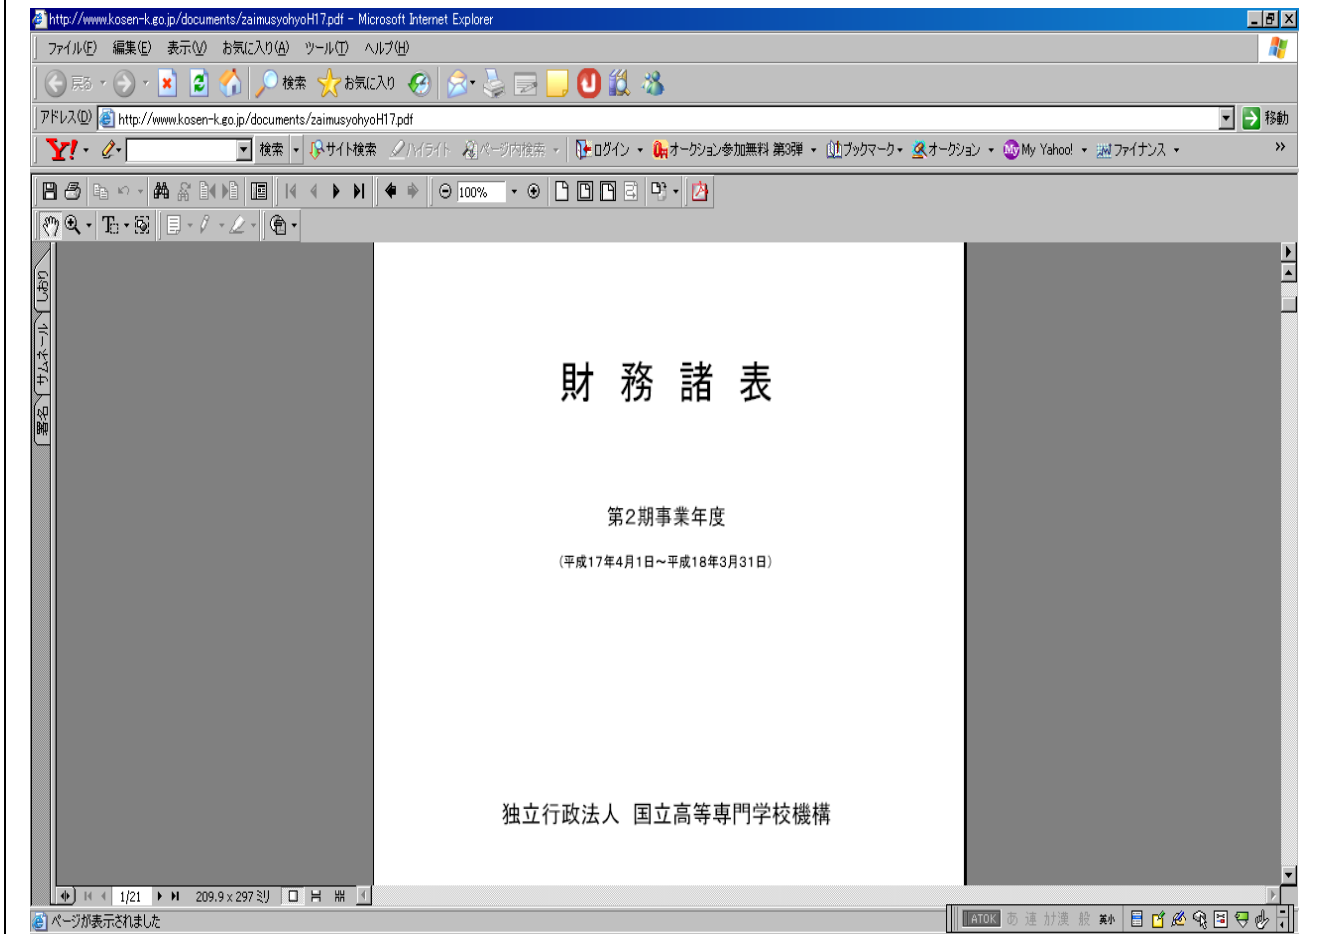 http://www.kosen-k.go.jp/documents/zaimusyohyoH17.pdf - Microsoft Internet Explorer
ファイル(F) 編集(E) 表示(V) お気に入り(A) ツール(T) ヘルプ(H)
戻る 検索 お気に入り
アドレス(D) http://www.kosen-k.go.jp/documents/zaimusyohyoH17.pdf 移動
Y! 検索 サイト検索 ハイライト ページ内検索 ログイン オークション参加無料 第3弾 ブックマーク オークション My Yahoo! ファイナンス »
100%
しおり
サムネール
署名
財務諸表
第2期事業年度
(平成17年4月1日～平成18年3月31日)
独立行政法人 国立高等専門学校機構
1/21 209.9 x 297 ミリ
ページが表示されました
ATOK あ 連 ｶﾅ漢 般 英小